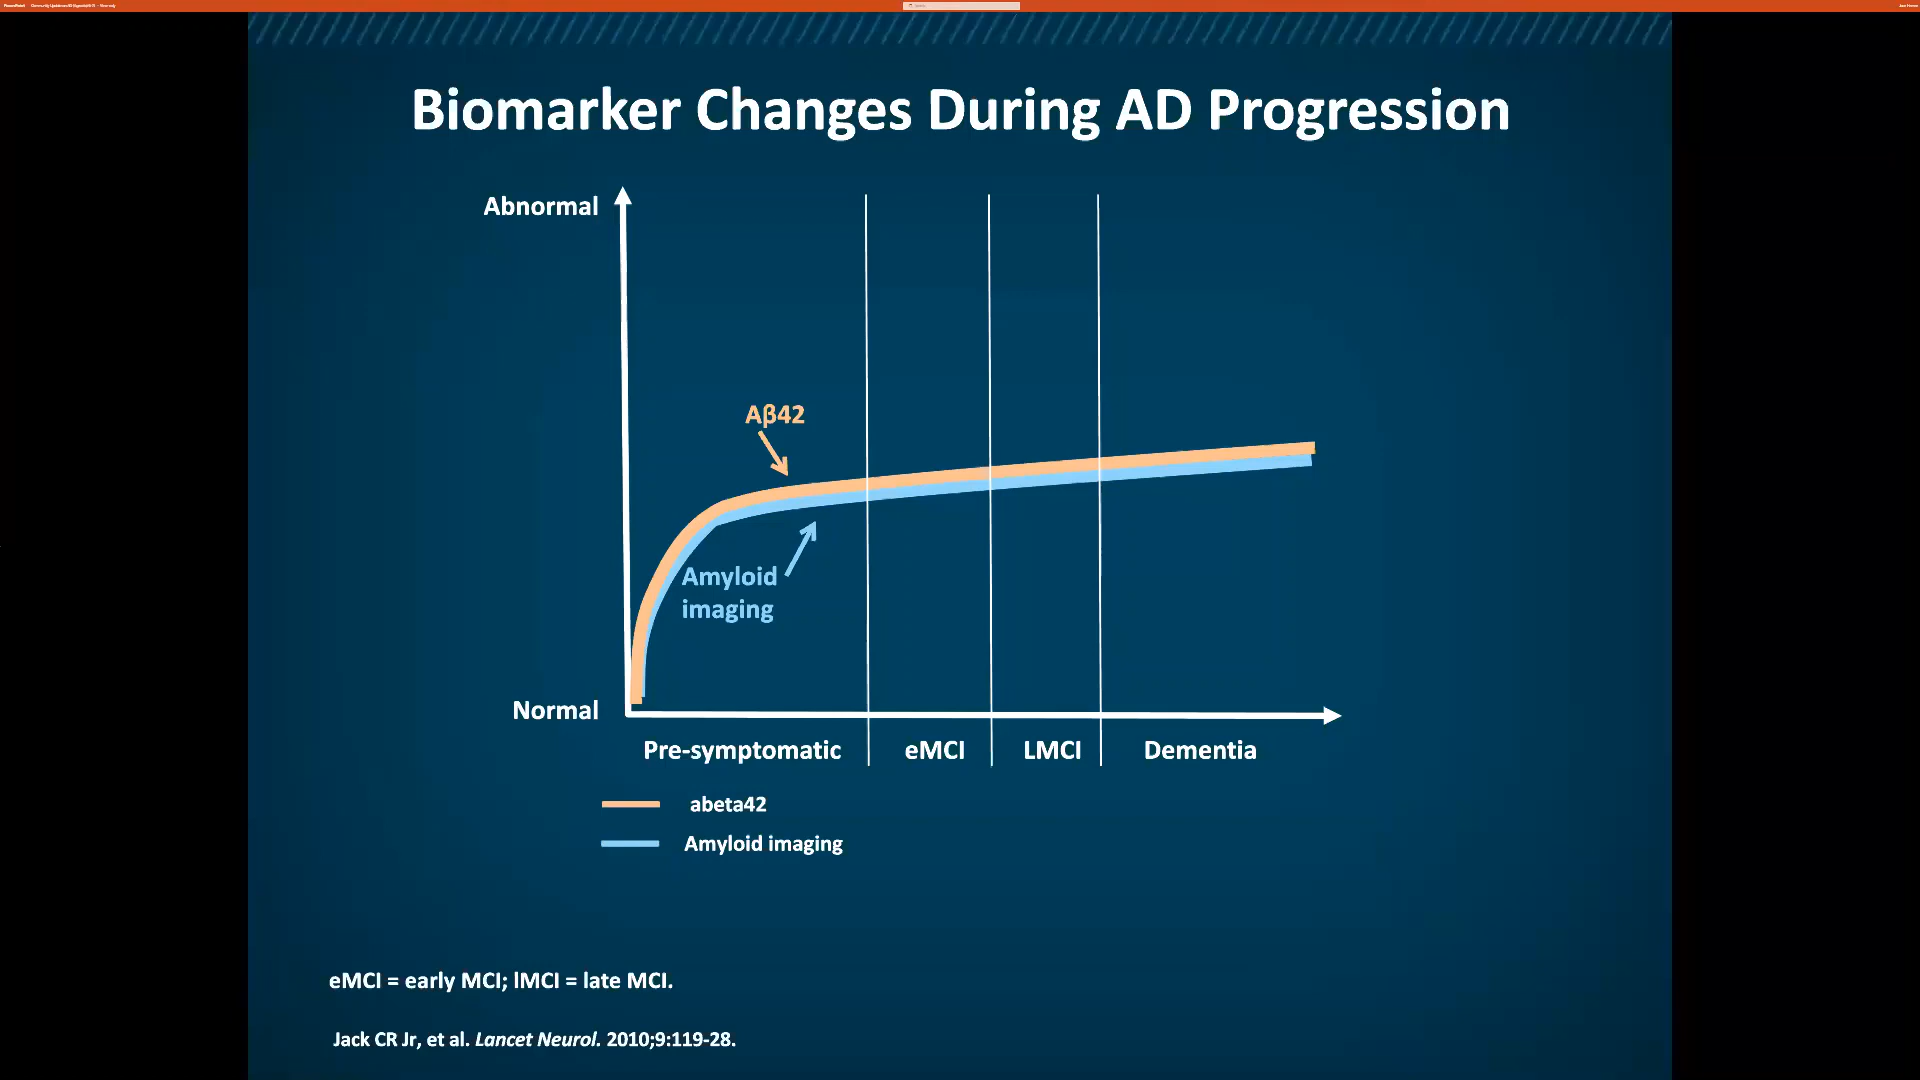 Biomarker Changes During AD Progression
Abnormal
Aβ42
Amyloid
imaging
Normal
Pre-symptomatic eMCI LMCI Dementia
abeta42
Amyloid imaging
eMCI = early MCI; lMCI = late MCI.
Jack CR Jr, et al. Lancet Neurol. 2010;9:119-28.